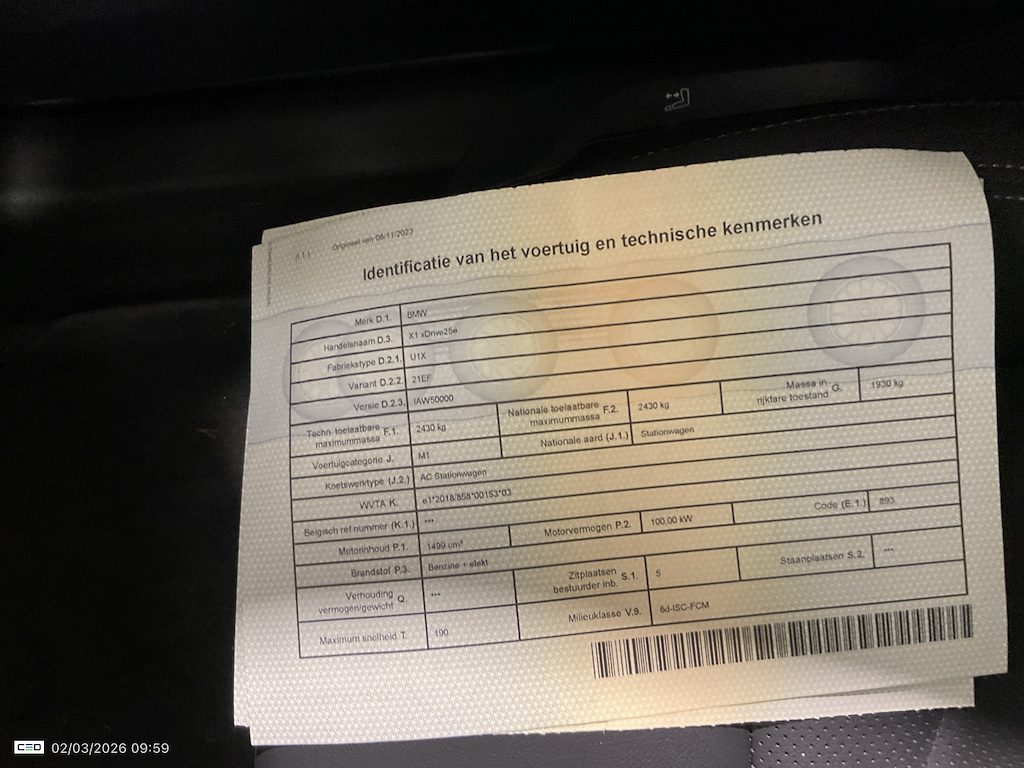 Origineel van 06/11/2023
(1.1.)
Identificatie van het voertuig en technische kenmerken
Merk D.1. BMW
Handelsnaam D.3. X1 xDrive25e
Fabriekstype D.2.1. U1X
Variant D.2.2. 21EF
Versie D.2.3. IAW50000
Techn. toelaatbare maximummassa F.1. 2430 kg Nationale toelaatbare maximummassa F.2. 2430 kg Massa in rijklare toestand G. 1930 kg
Voertuigcategorie J. M1 Nationale aard (J.1.) Stationwagen
Koetswerktype (J.2.) AC Stationwagen
WVTA K. e1*2018/858*00153*03
Belgisch ref.nummer (K.1.) ***
Motorinhoud P.1. 1499 cm³ Motorvermogen P.2. 100,00 kW Code (E.1.) 893
Brandstof P.3. Benzine + elekt
Verhouding vermogen/gewicht Q. *** Zitplaatsen bestuurder inb. S.1. 5 Staanplaatsen S.2. ***
Maximum snelheid T. 190 Milieuklasse V.9. 6d-ISC-FCM
CEO 02/03/2026 09:59